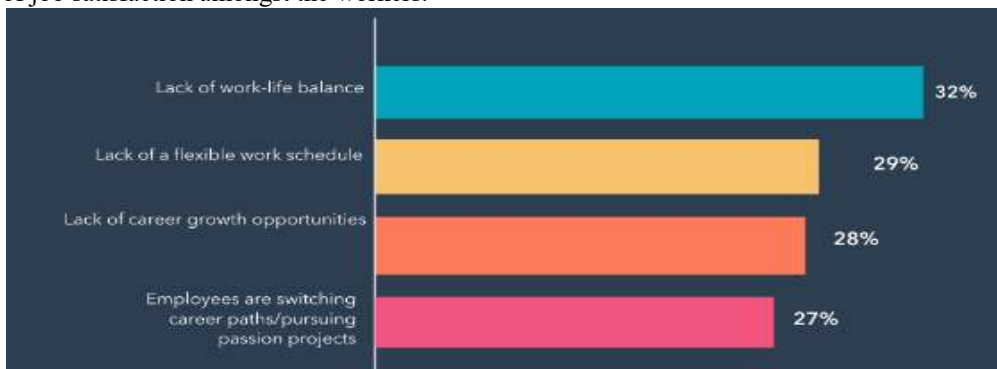 Lack of work-life balance
32%
Lack of a flexible work schedule
29%
Lack of career growth opportunities
28%
Employees are switching
career paths/pursuing
passion projects
27%